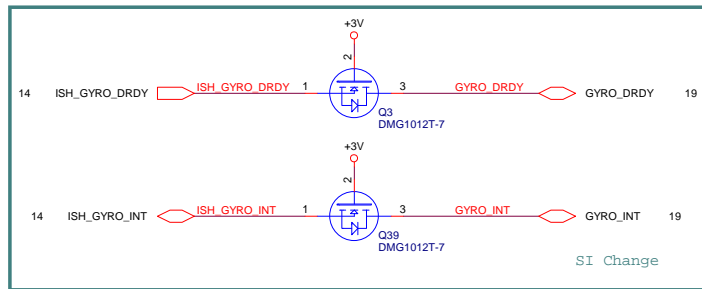 +3V
2
14 ISH_GYRO_DRDY ISH_GYRO_DRDY 1 3 GYRO_DRDY GYRO_DRDY 19
Q3
DMG1012T-7
+3V
2
14 ISH_GYRO_INT ISH_GYRO_INT 1 3 GYRO_INT GYRO_INT 19
Q39
DMG1012T-7
SI Change